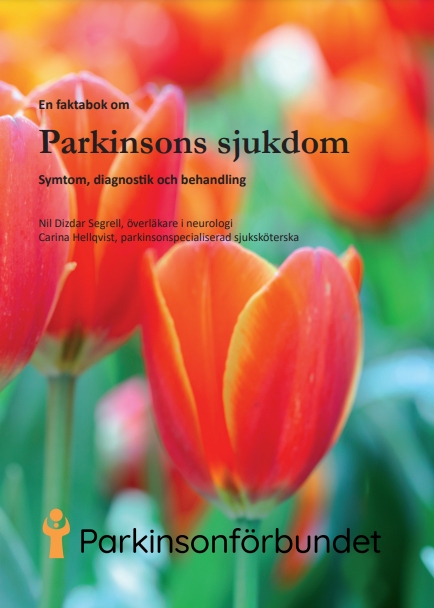 En faktabok om
Parkinsons sjukdom
Symtom, diagnostik och behandling
Nil Dizdar Segrell, överläkare i neurologi
Carina Hellqvist, parkinsonspecialiserad sjuksköterska
Parkinsonförbundet